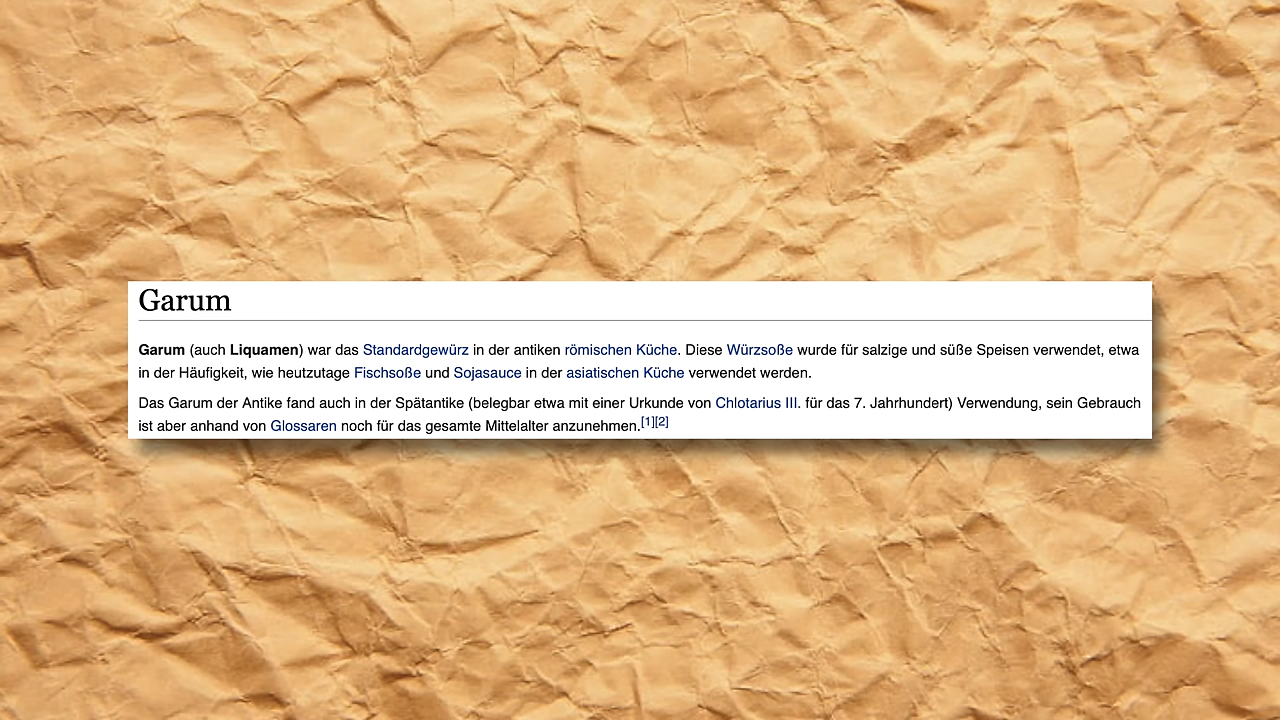 Garum
Garum (auch Liquamen) war das Standardgewürz in der antiken römischen Küche. Diese Würzsoße wurde für salzige und süße Speisen verwendet, etwa
in der Häufigkeit, wie heutzutage Fischsoße und Sojasauce in der asiatischen Küche verwendet werden.
Das Garum der Antike fand auch in der Spätantike (belegbar etwa mit einer Urkunde von Chlotarius III. für das 7. Jahrhundert) Verwendung, sein Gebrauch
ist aber anhand von Glossaren noch für das gesamte Mittelalter anzunehmen.[1][2]